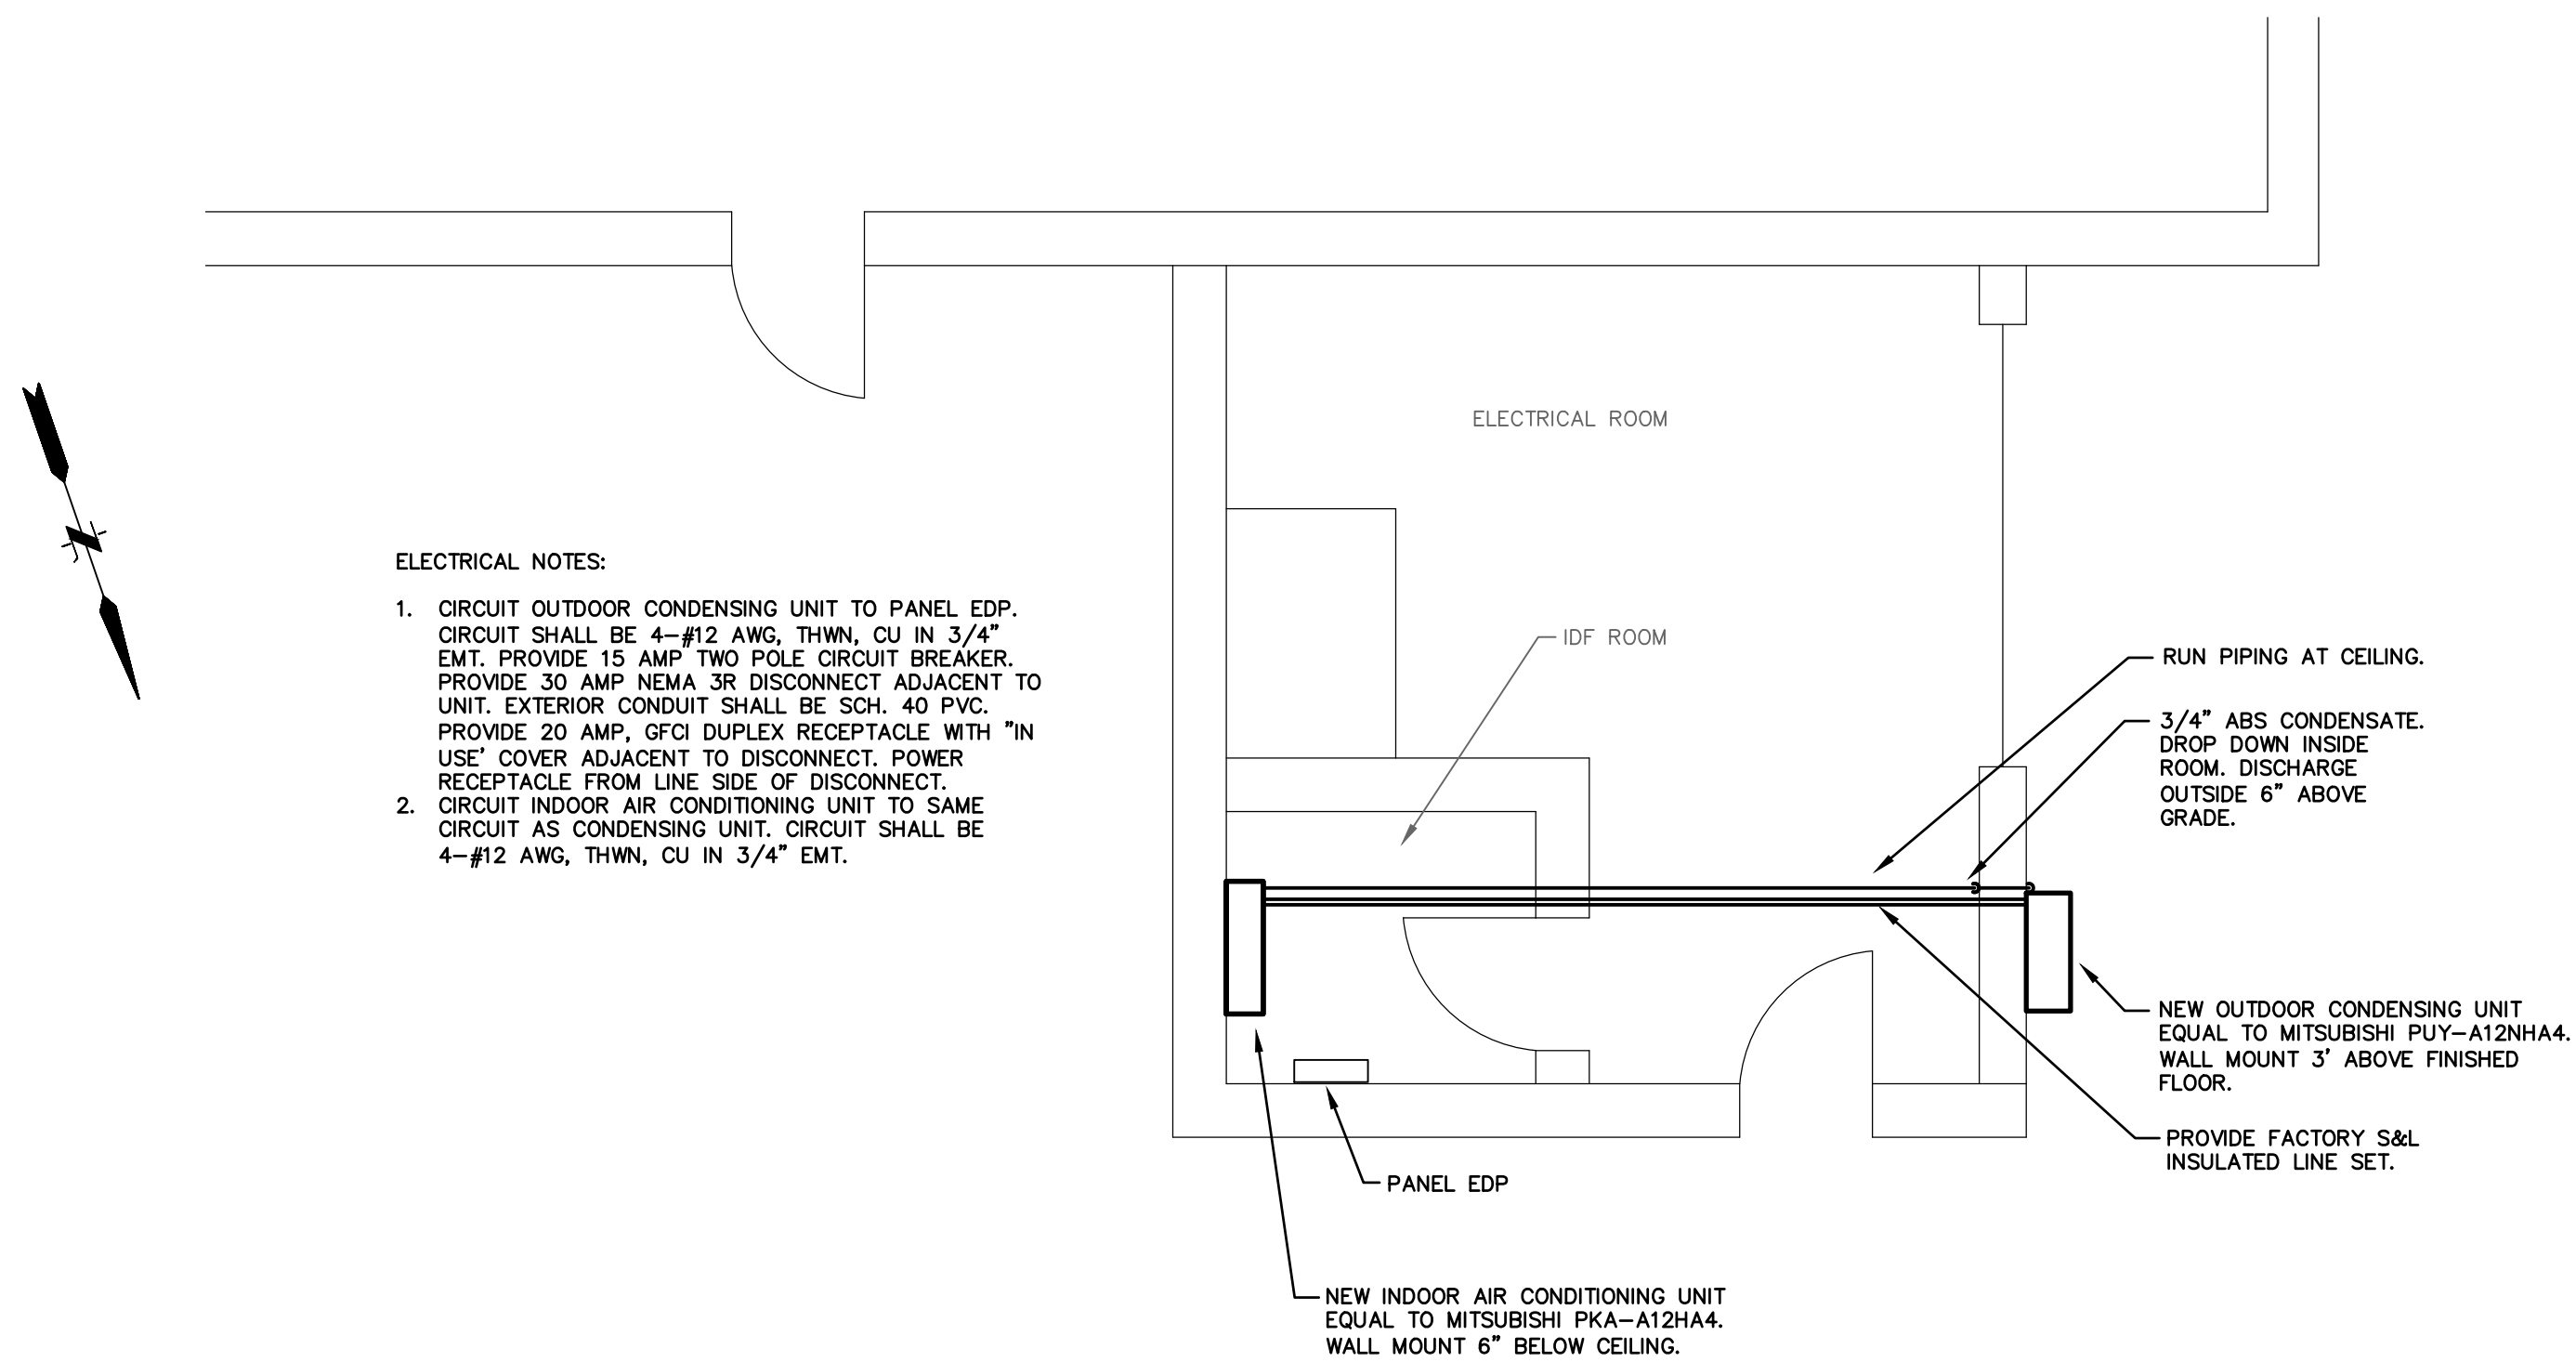 ELECTRICAL ROOM
ELECTRICAL NOTES:
1. CIRCUIT OUTDOOR CONDENSING UNIT TO PANEL EDP.
CIRCUIT SHALL BE 4-#12 AWG, THWN, CU IN 3/4"
EMT. PROVIDE 15 AMP TWO POLE CIRCUIT BREAKER.
PROVIDE 30 AMP NEMA 3R DISCONNECT ADJACENT TO
UNIT. EXTERIOR CONDUIT SHALL BE SCH. 40 PVC.
PROVIDE 20 AMP, GFCI DUPLEX RECEPTACLE WITH "IN
USE' COVER ADJACENT TO DISCONNECT. POWER
RECEPTACLE FROM LINE SIDE OF DISCONNECT.
2. CIRCUIT INDOOR AIR CONDITIONING UNIT TO SAME
CIRCUIT AS CONDENSING UNIT. CIRCUIT SHALL BE
4-#12 AWG, THWN, CU IN 3/4" EMT.
N
IDF ROOM
RUN PIPING AT CEILING.
3/4" ABS CONDENSATE.
DROP DOWN INSIDE
ROOM. DISCHARGE
OUTSIDE 6" ABOVE
GRADE.
NEW OUTDOOR CONDENSING UNIT
EQUAL TO MITSUBISHI PUY-A12NHA4.
WALL MOUNT 3' ABOVE FINISHED
FLOOR.
PROVIDE FACTORY S&L
INSULATED LINE SET.
PANEL EDP
NEW INDOOR AIR CONDITIONING UNIT
EQUAL TO MITSUBISHI PKA-A12HA4.
WALL MOUNT 6" BELOW CEILING.